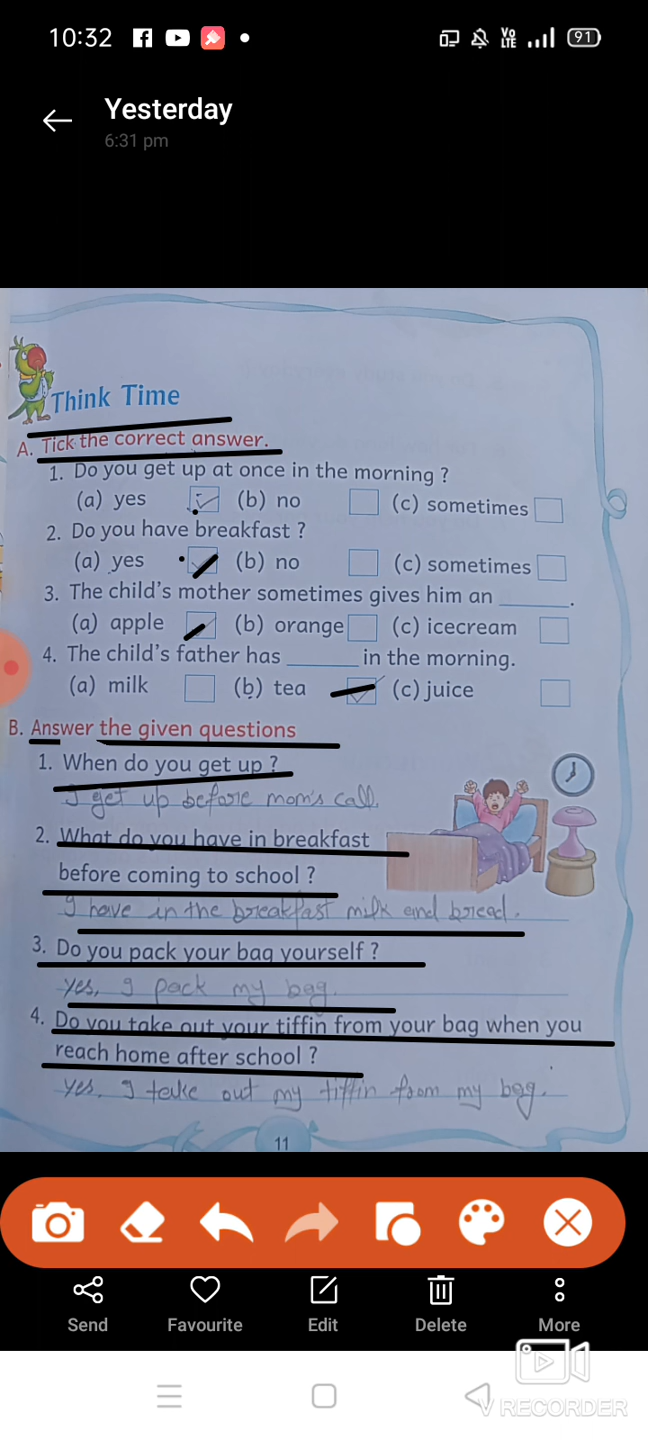 10:32 VO LTE 91
Yesterday
6:31 pm
Think Time
A. Tick the correct answer.
1. Do you get up at once in the morning ?
(a) yes (b) no (c) sometimes
2. Do you have breakfast ?
(a) yes (b) no (c) sometimes
3. The child's mother sometimes gives him an ______.
(a) apple (b) orange (c) icecream
4. The child's father has ______ in the morning.
(a) milk (b) tea (c) juice
B. Answer the given questions
1. When do you get up ?
I get up before mom's call.
2. What do you have in breakfast
before coming to school ?
I have in the breakfast milk and bread.
3. Do you pack your bag yourself ?
yes, I pack my bag.
4. Do you take out your tiffin from your bag when you
reach home after school ?
yes, I take out my tiffin from my bag.
11
Send Favourite Edit Delete More
V RECORDER